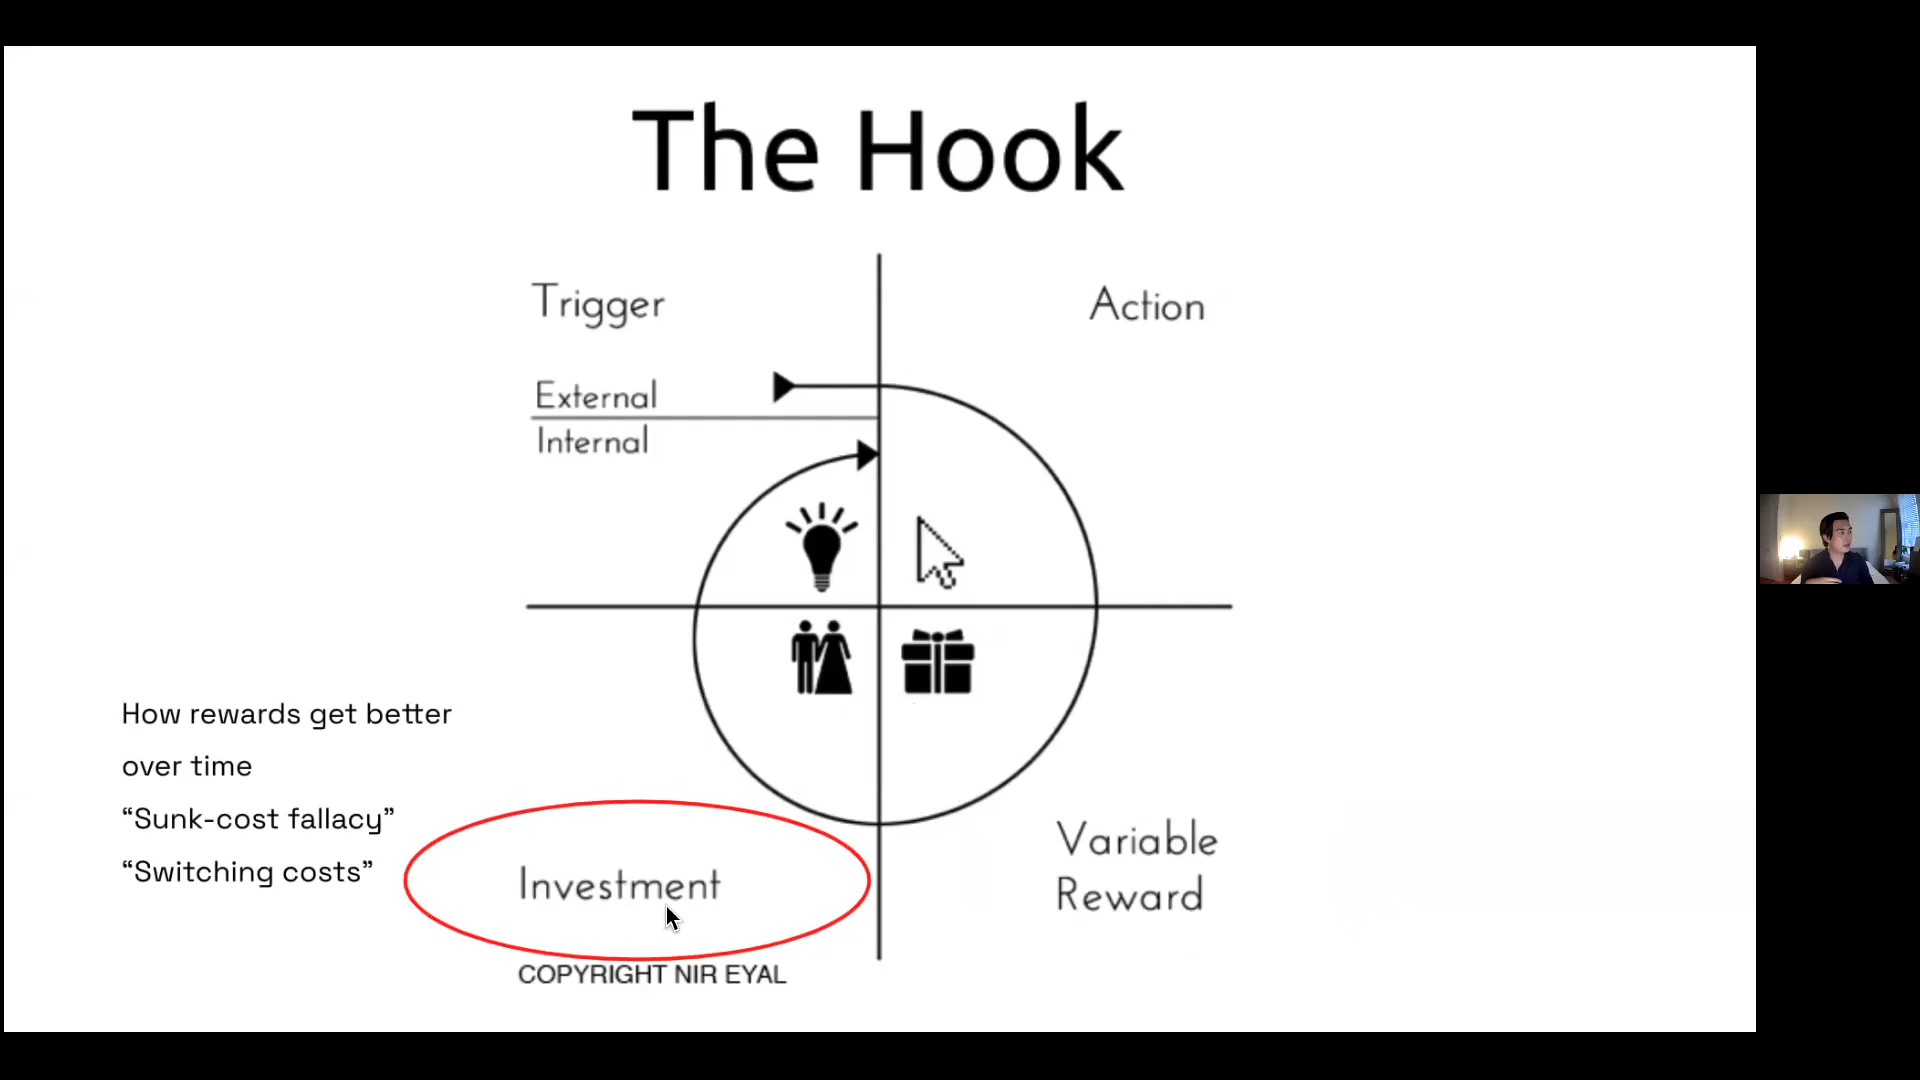 The Hook
Trigger
Action
External
Internal
How rewards get better
over time
“Sunk-cost fallacy”
“Switching costs”
Investment
Variable
Reward
COPYRIGHT NIR EYAL